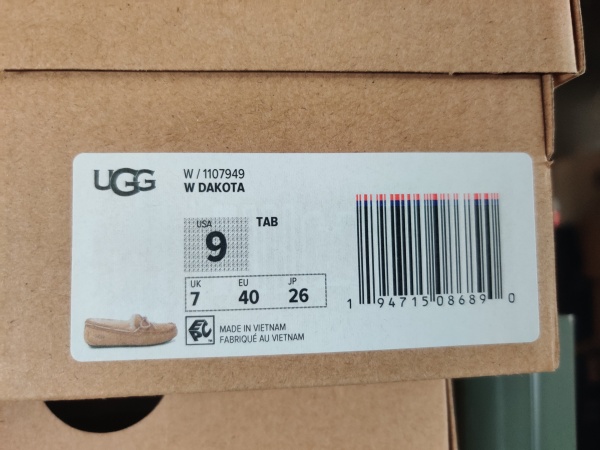 UGG
W / 1107949
W DAKOTA
USA
9
TAB
UK EU JP
7 40 26
MADE IN VIETNAM
FABRIQUÉ AU VIETNAM
1 94715 08689 0